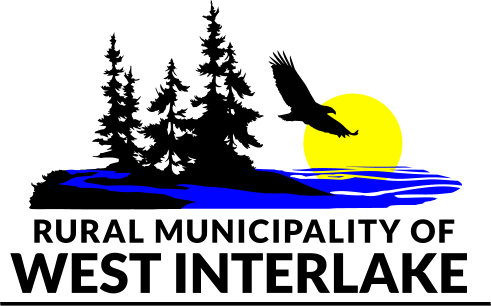 RURAL MUNICIPALITY OF
WEST INTERLAKE